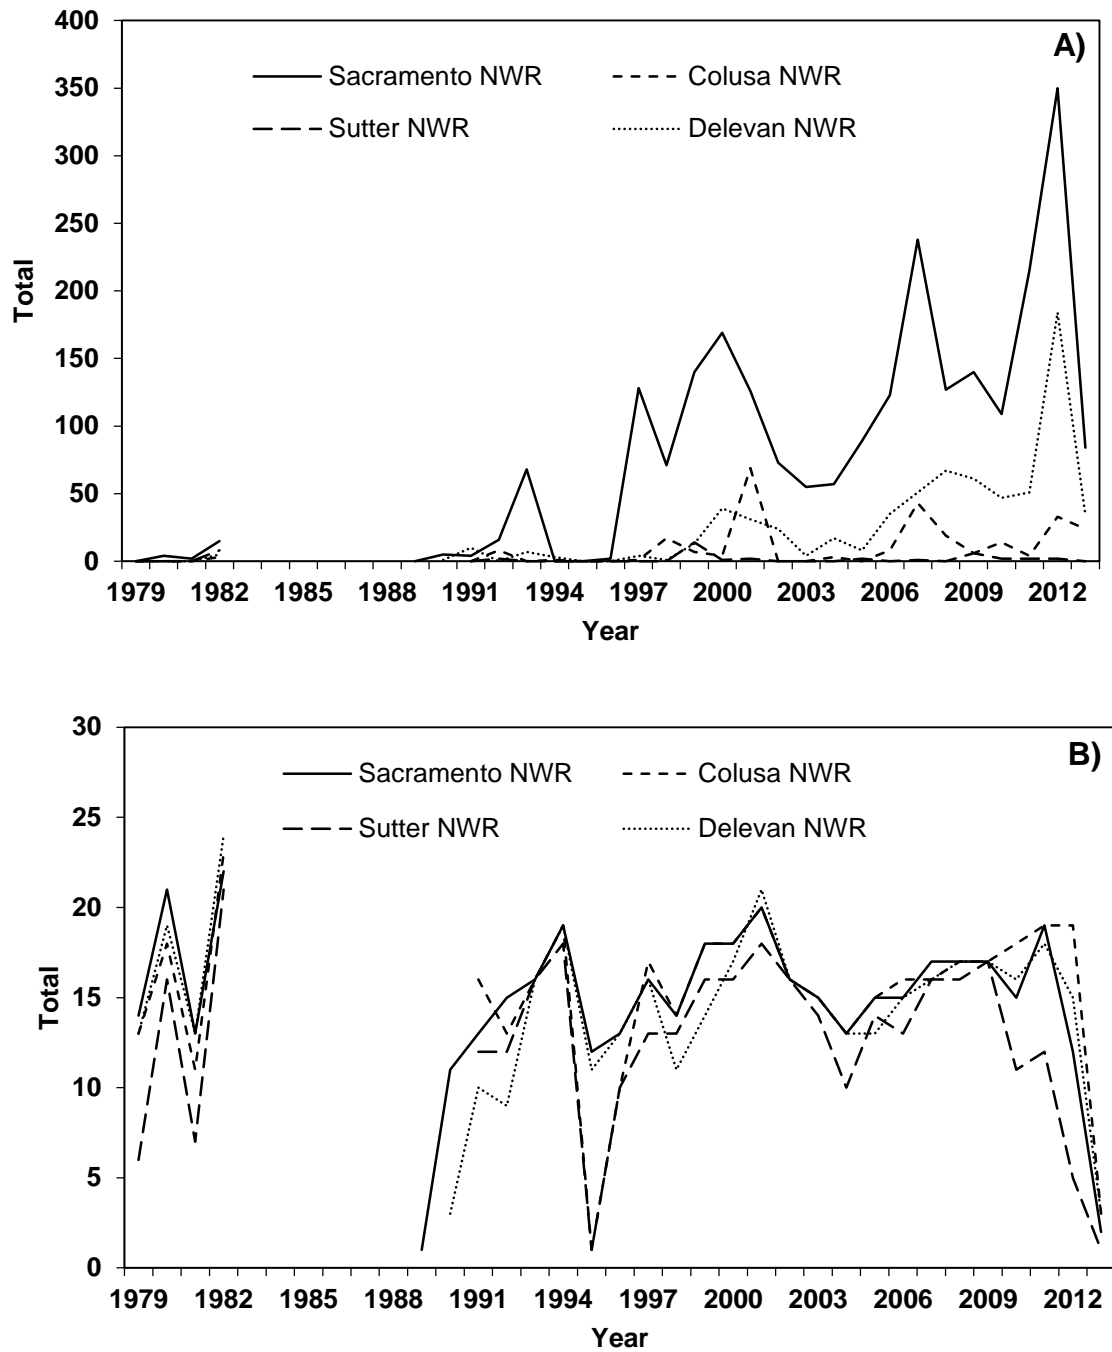 400
A)
Sacramento NWR Colusa NWR
350
Sutter NWR Delevan NWR
300
250
200
150
100
50
0
Total
1979 1982 1985 1988 1991 1994 1997 2000 2003 2006 2009 2012
Year
30
B)
Sacramento NWR Colusa NWR
25
Sutter NWR Delevan NWR
20
15
10
5
0
Total
1979 1982 1985 1988 1991 1994 1997 2000 2003 2006 2009 2012
Year